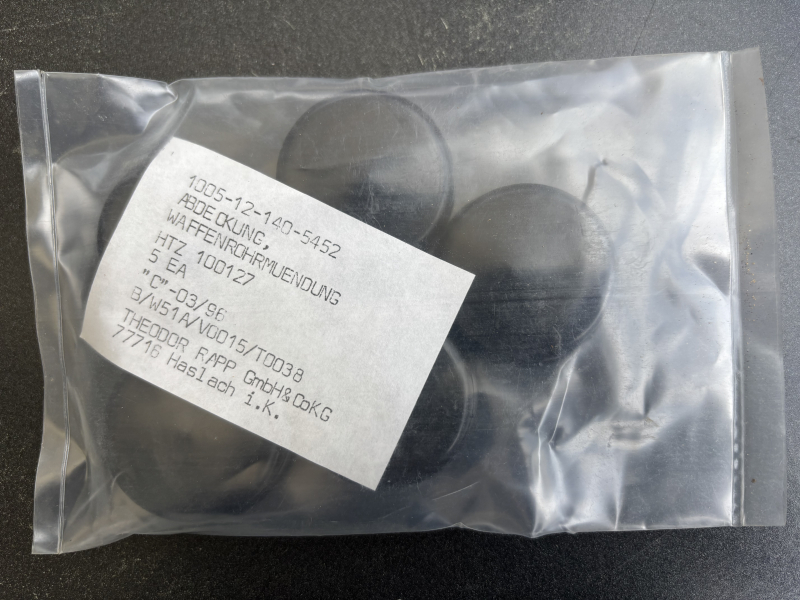 1005-12-140-5452
ABDECKUNG,
WAFFENROHRMUENDUNG
HTZ 100127
5 EA
"C"-03/96
B/W51A/V0015/T0038
THEODOR RAPP GmbH&CoKG
77716 Haslach i.K.